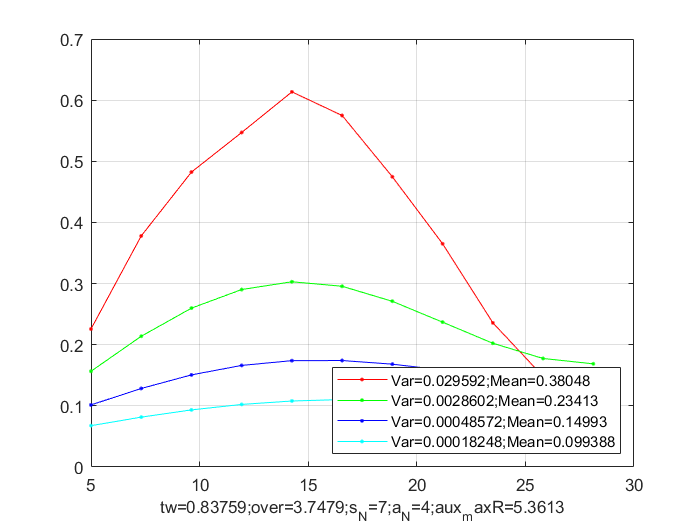 0.7
0.6
0.5
0.4
0.3
0.2
0.1
0
5
10
15
20
25
30
Var=0.029592;Mean=0.38048
Var=0.0028602;Mean=0.23413
Var=0.00048572;Mean=0.14993
Var=0.00018248;Mean=0.099388
tw=0.83759;over=3.7479;s_N=7;a_N=4;aux_maxR=5.3613